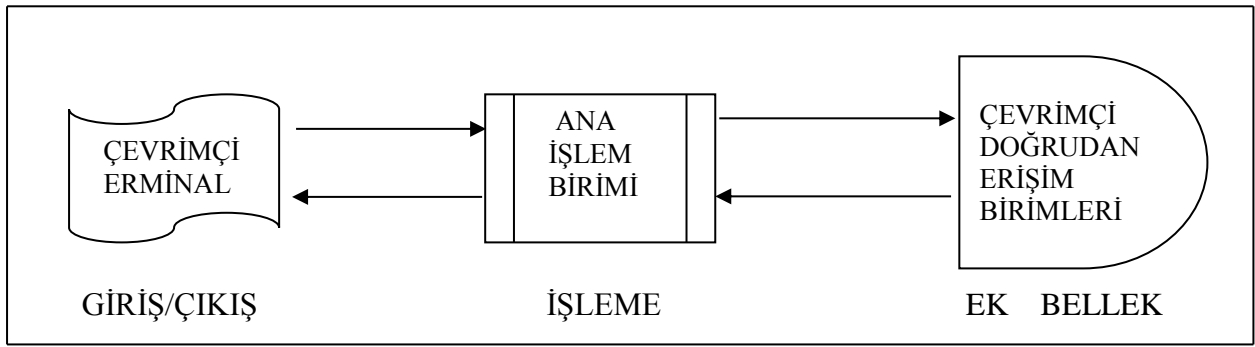 ÇEVRİMÇİ
ERMİNAL
ANA
İŞLEM
BİRİMİ
ÇEVRİMÇİ
DOĞRUDAN
ERİŞİM
BİRİMLERİ
GİRİŞ/ÇIKIŞ
İŞLEME
EK BELLEK